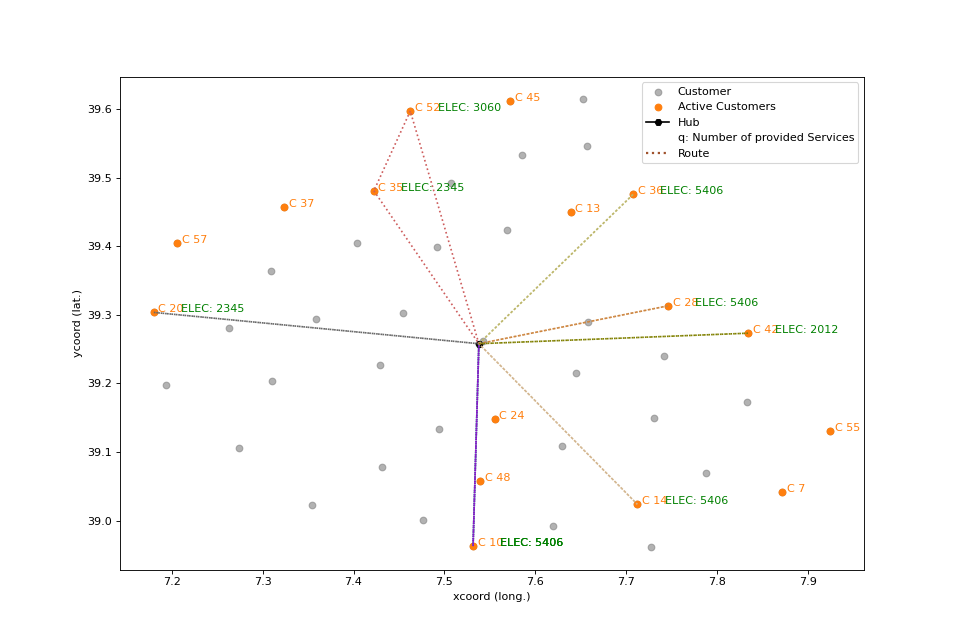 Customer
Active Customers
Hub
q: Number of provided Services
Route
C 52 ELEC: 3060
C 45
C 35 ELEC: 2345
C 36 ELEC: 5406
C 37
C 13
C 57
C 20 ELEC: 2345
C 28 ELEC: 5406
C 42 ELEC: 2012
C 24
C 55
C 48
C 7
C 14 ELEC: 5406
C 10 ELEC: 5406
39.6
39.5
39.4
39.3
39.2
39.1
39.0
ycoord (lat.)
7.2 7.3 7.4 7.5 7.6 7.7 7.8 7.9
xcoord (long.)